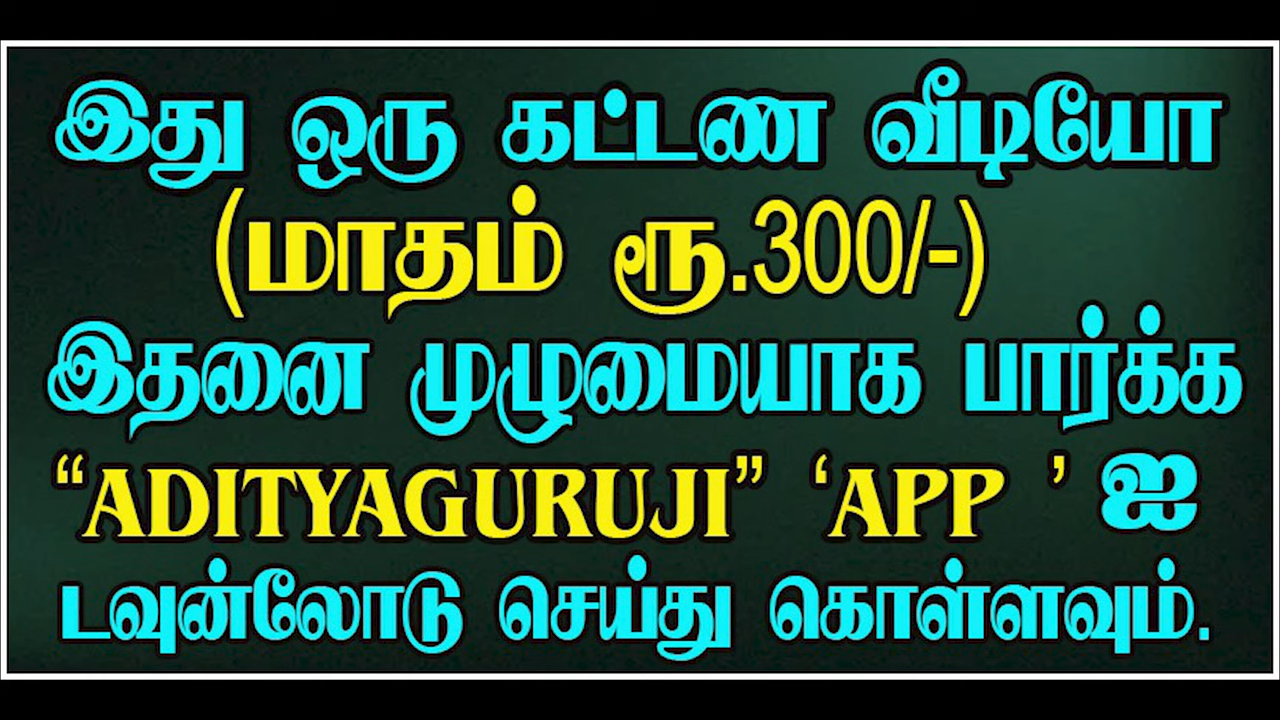 இது ஒரு கட்டண வீடியோ
(மாதம் ரூ.300/-)
இதனை முழுமையாக பார்க்க
“ADITYAGURUJI” ‘APP ’ ஐ
டவுன்லோடு செய்து கொள்ளவும்.